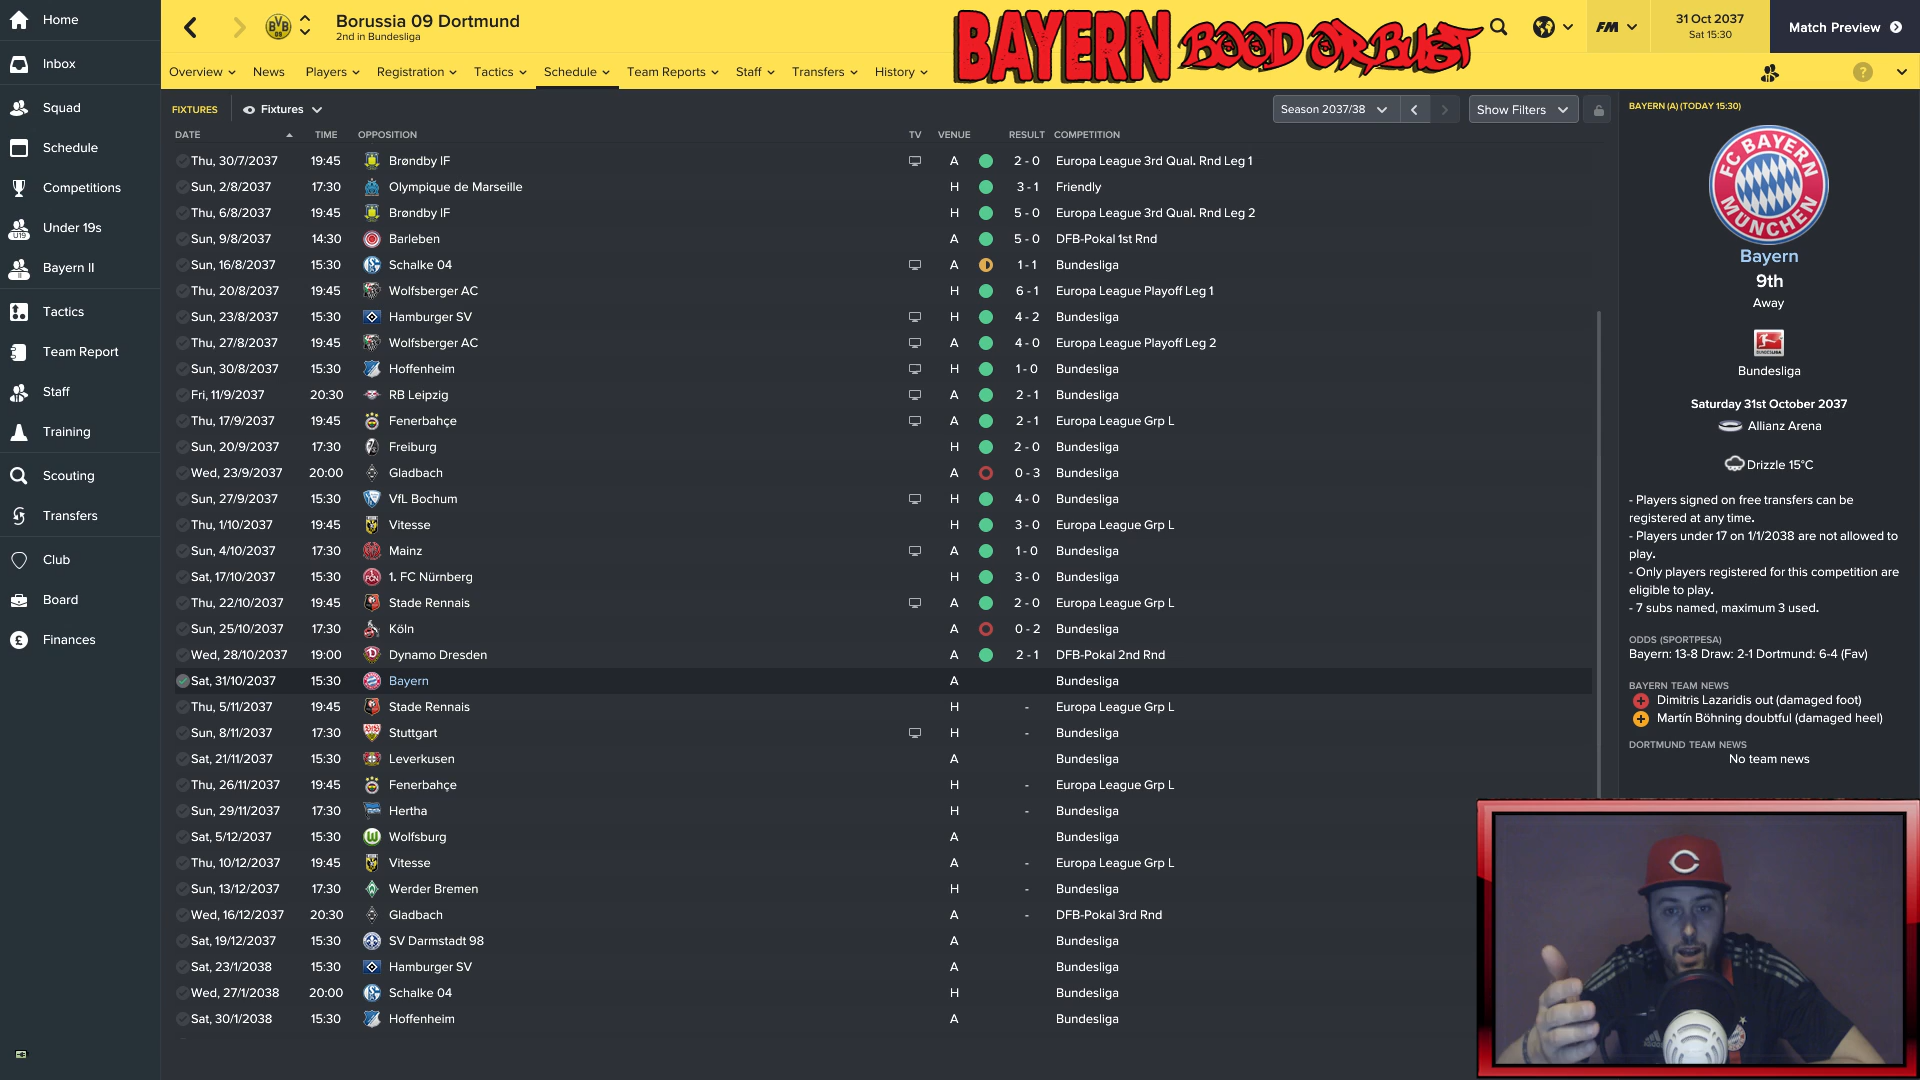 Home
Inbox
Squad
Schedule
Competitions
Under 19s
Bayern II
Tactics
Team Report
Staff
Training
Scouting
Transfers
Club
Board
Finances
Borussia 09 Dortmund
2nd in Bundesliga
BAYERN BOOD OR BUST
FM
31 Oct 2037
Sat 15:30
Match Preview
Overview News Players Registration Tactics Schedule Team Reports Staff Transfers History
FIXTURES Fixtures Season 2037/38 Show Filters
DATE TIME OPPOSITION TV VENUE RESULT COMPETITION
Thu, 30/7/2037 19:45 Brøndby IF A 2 - 0 Europa League 3rd Qual. Rnd Leg 1
Sun, 2/8/2037 17:30 Olympique de Marseille H 3 - 1 Friendly
Thu, 6/8/2037 19:45 Brøndby IF H 5 - 0 Europa League 3rd Qual. Rnd Leg 2
Sun, 9/8/2037 14:30 Barleben A 5 - 0 DFB-Pokal 1st Rnd
Sun, 16/8/2037 15:30 Schalke 04 A 1 - 1 Bundesliga
Thu, 20/8/2037 19:45 Wolfsberger AC H 6 - 1 Europa League Playoff Leg 1
Sun, 23/8/2037 15:30 Hamburger SV H 4 - 2 Bundesliga
Thu, 27/8/2037 19:45 Wolfsberger AC A 4 - 0 Europa League Playoff Leg 2
Sun, 30/8/2037 15:30 Hoffenheim H 1 - 0 Bundesliga
Fri, 11/9/2037 20:30 RB Leipzig A 2 - 1 Bundesliga
Thu, 17/9/2037 19:45 Fenerbahçe A 2 - 1 Europa League Grp L
Sun, 20/9/2037 17:30 Freiburg H 2 - 0 Bundesliga
Wed, 23/9/2037 20:00 Gladbach A 0 - 3 Bundesliga
Sun, 27/9/2037 15:30 VfL Bochum H 4 - 0 Bundesliga
Thu, 1/10/2037 19:45 Vitesse H 3 - 0 Europa League Grp L
Sun, 4/10/2037 17:30 Mainz A 1 - 0 Bundesliga
Sat, 17/10/2037 15:30 1. FC Nürnberg H 3 - 0 Bundesliga
Thu, 22/10/2037 19:45 Stade Rennais A 2 - 0 Europa League Grp L
Sun, 25/10/2037 17:30 Köln A 0 - 2 Bundesliga
Wed, 28/10/2037 19:00 Dynamo Dresden A 2 - 1 DFB-Pokal 2nd Rnd
Sat, 31/10/2037 15:30 Bayern A Bundesliga
Thu, 5/11/2037 19:45 Stade Rennais H - Europa League Grp L
Sun, 8/11/2037 17:30 Stuttgart H - Bundesliga
Sat, 21/11/2037 15:30 Leverkusen A Bundesliga
Thu, 26/11/2037 19:45 Fenerbahçe H - Europa League Grp L
Sun, 29/11/2037 17:30 Hertha H - Bundesliga
Sat, 5/12/2037 15:30 Wolfsburg A Bundesliga
Thu, 10/12/2037 19:45 Vitesse A - Europa League Grp L
Sun, 13/12/2037 17:30 Werder Bremen H - Bundesliga
Wed, 16/12/2037 20:30 Gladbach A - DFB-Pokal 3rd Rnd
Sat, 19/12/2037 15:30 SV Darmstadt 98 A Bundesliga
Sat, 23/1/2038 15:30 Hamburger SV A Bundesliga
Wed, 27/1/2038 20:00 Schalke 04 H Bundesliga
Sat, 30/1/2038 15:30 Hoffenheim A Bundesliga
BAYERN (A) (TODAY 15:30)
FC BAYERN MÜNCHEN
Bayern
9th
Away
Bundesliga
Saturday 31st October 2037
Allianz Arena
Drizzle 15°C
- Players signed on free transfers can be
registered at any time.
- Players under 17 on 1/1/2038 are not allowed to
play.
- Only players registered for this competition are
eligible to play.
- 7 subs named, maximum 3 used.
ODDS (SPORTPESA)
Bayern: 13-8 Draw: 2-1 Dortmund: 6-4 (Fav)
BAYERN TEAM NEWS
Dimitris Lazaridis out (damaged foot)
Martín Böhning doubtful (damaged heel)
DORTMUND TEAM NEWS
No team news